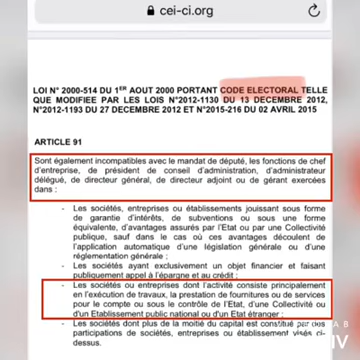 cei-ci.org
LOI N° 2000-514 DU 1ER AOUT 2000 PORTANT CODE ELECTORAL TELLE
QUE MODIFIEE PAR LES LOIS N°2012-1130 DU 13 DECEMBRE 2012,
N°2012-1193 DU 27 DECEMBRE 2012 ET N°2015-216 DU 02 AVRIL 2015
ARTICLE 91
Sont également incompatibles avec le mandat de député, les fonctions de chef
d'entreprise, de président de conseil d'administration, d'administrateur
délégué, de directeur général, de directeur adjoint ou de gérant exercées
dans :
- Les sociétés, entreprises ou établissements jouissant sous forme
de garantie d'intérêts, de subventions ou sous une forme
équivalente, d'avantages assurés par l'Etat ou par une Collectivité
publique, sauf dans le cas où ces avantages découlent de
l'application automatique d'une législation générale ou d'une
réglementation générale ;
- Les sociétés ayant exclusivement un objet financier et faisant
publiquement appel à l'épargne et au crédit ;
- Les sociétés ou entreprises dont l'activité consiste principalement
en l'exécution de travaux, la prestation de fournitures ou de services
pour le compte ou sous le contrôle de l'Etat, d'une Collectivité ou
d'un Etablissement public national ou d'un Etat étranger ;
- Les sociétés dont plus de la moitié du capital est constitué par des
participations de sociétés, entreprises ou établissements visés ci-
dessus.